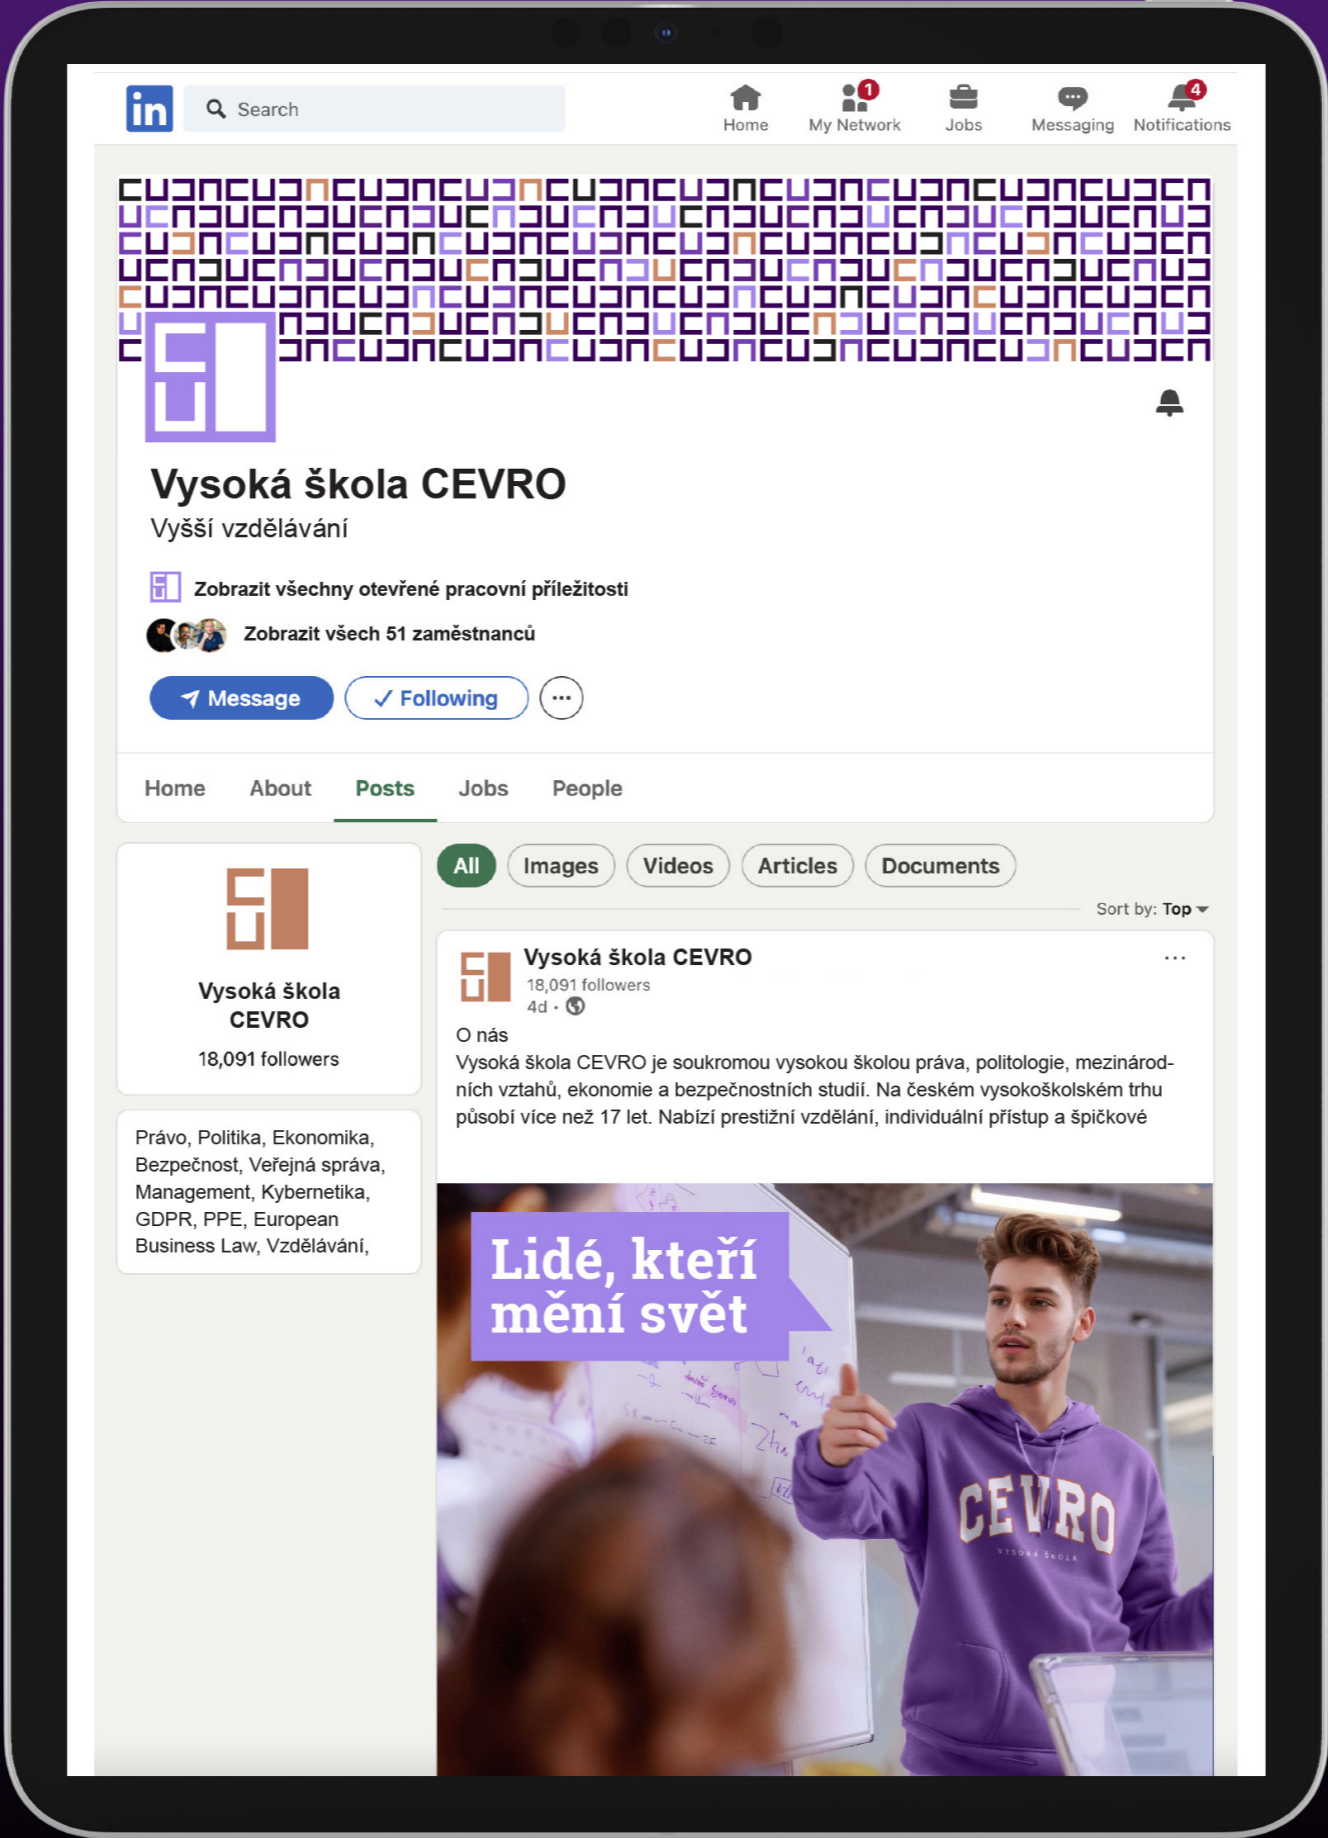 in
Search
Home
1
My Network
Jobs
Messaging
4
Notifications
Vysoká škola CEVRO
Vyšší vzdělávání
Zobrazit všechny otevřené pracovní příležitosti
Zobrazit všech 51 zaměstnanců
Message
Following
Home
About
Posts
Jobs
People
All
Images
Videos
Articles
Documents
Sort by: Top
Vysoká škola
CEVRO
18,091 followers
Právo, Politika, Ekonomika,
Bezpečnost, Veřejná správa,
Management, Kybernetika,
GDPR, PPE, European
Business Law, Vzdělávání,
Vysoká škola CEVRO
18,091 followers
4d •
O nás
Vysoká škola CEVRO je soukromou vysokou školou práva, politologie, mezinárod-
ních vztahů, ekonomie a bezpečnostních studií. Na českém vysokoškolském trhu
působí více než 17 let. Nabízí prestižní vzdělání, individuální přístup a špičkové
Lidé, kteří
mění svět
CEVRO
VYSOKÁ ŠKOLA